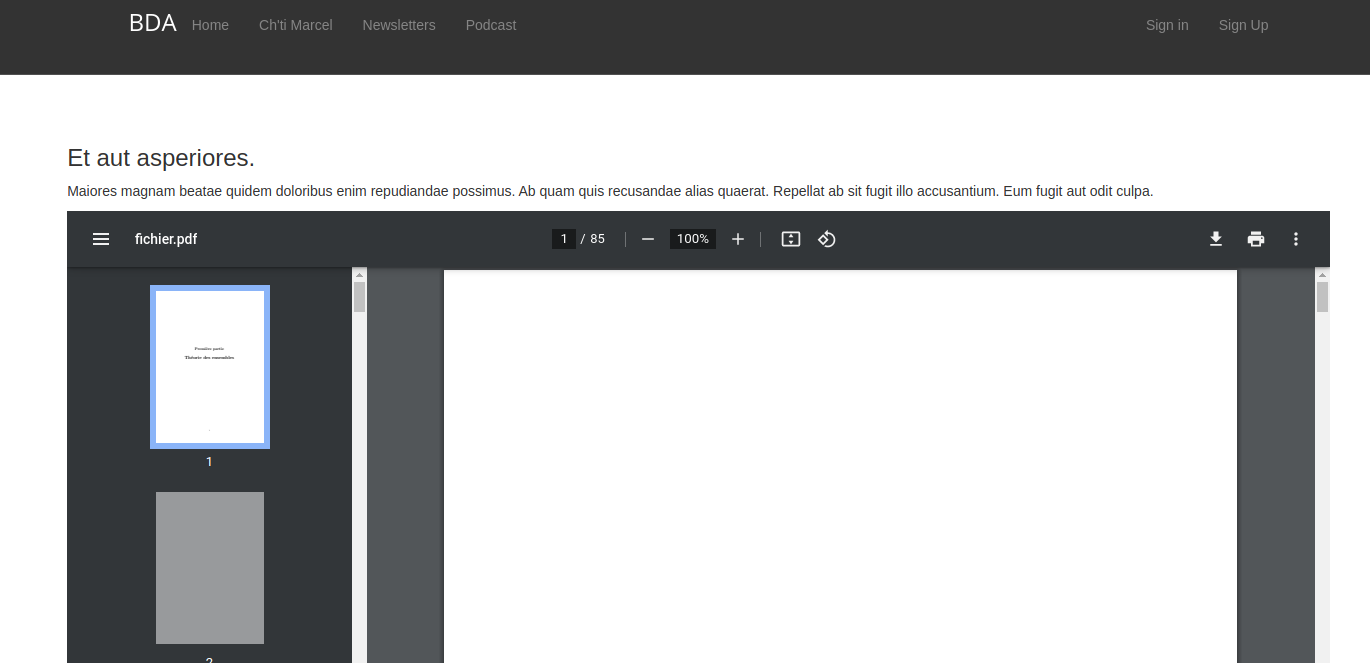 BDA Home Ch'ti Marcel Newsletters Podcast Sign in Sign Up
Et aut asperiores.
Maiores magnam beatae quidem doloribus enim repudiandae possimus. Ab quam quis recusandae alias quaerat. Repellat ab sit fugit illo accusantium. Eum fugit aut odit culpa.
fichier.pdf 1 / 85 100%
Première partie
Théorie des ensembles
1
2